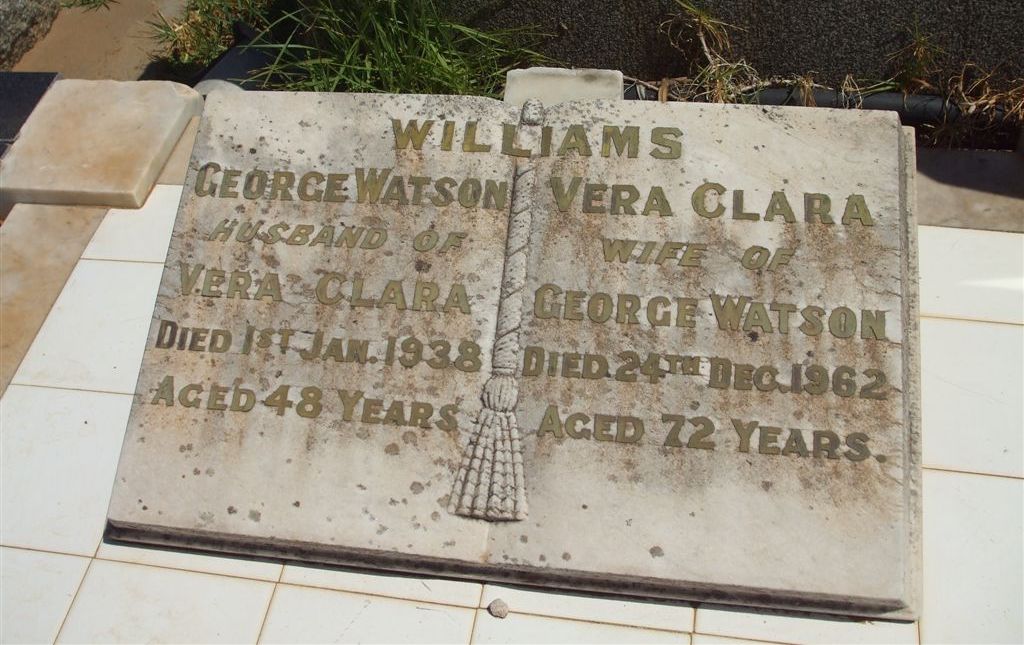 WILLIAMS
GEORGE WATSON
HUSBAND OF
VERA CLARA
DIED 1ST JAN. 1938
AGED 48 YEARS
VERA CLARA
WIFE OF
GEORGE WATSON
DIED 24TH DEC. 1962
AGED 72 YEARS.